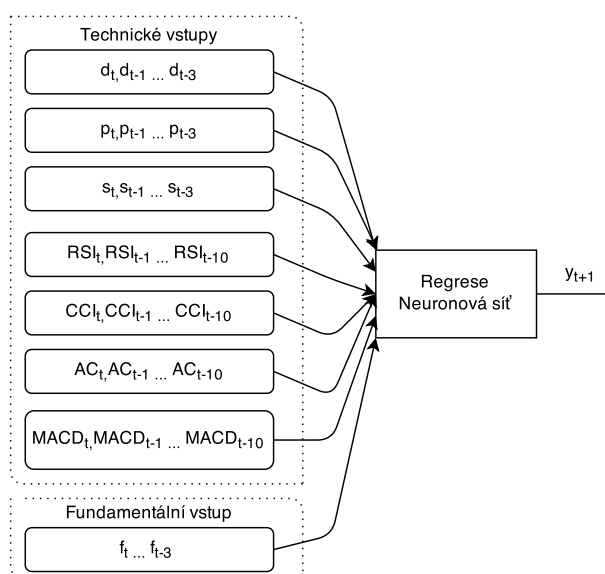 Technické vstupy
dt,dt-1 ... dt-3
pt,pt-1 ... pt-3
st,st-1 ... st-3
RSIt,RSIt-1 ... RSIt-10
CCIt,CCIt-1 ... CCIt-10
ACt,ACt-1 ... ACt-10
MACDt,MACDt-1 ... MACDt-10
Regrese
Neuronová síť
yt+1
Fundamentální vstup
ft ... ft-3